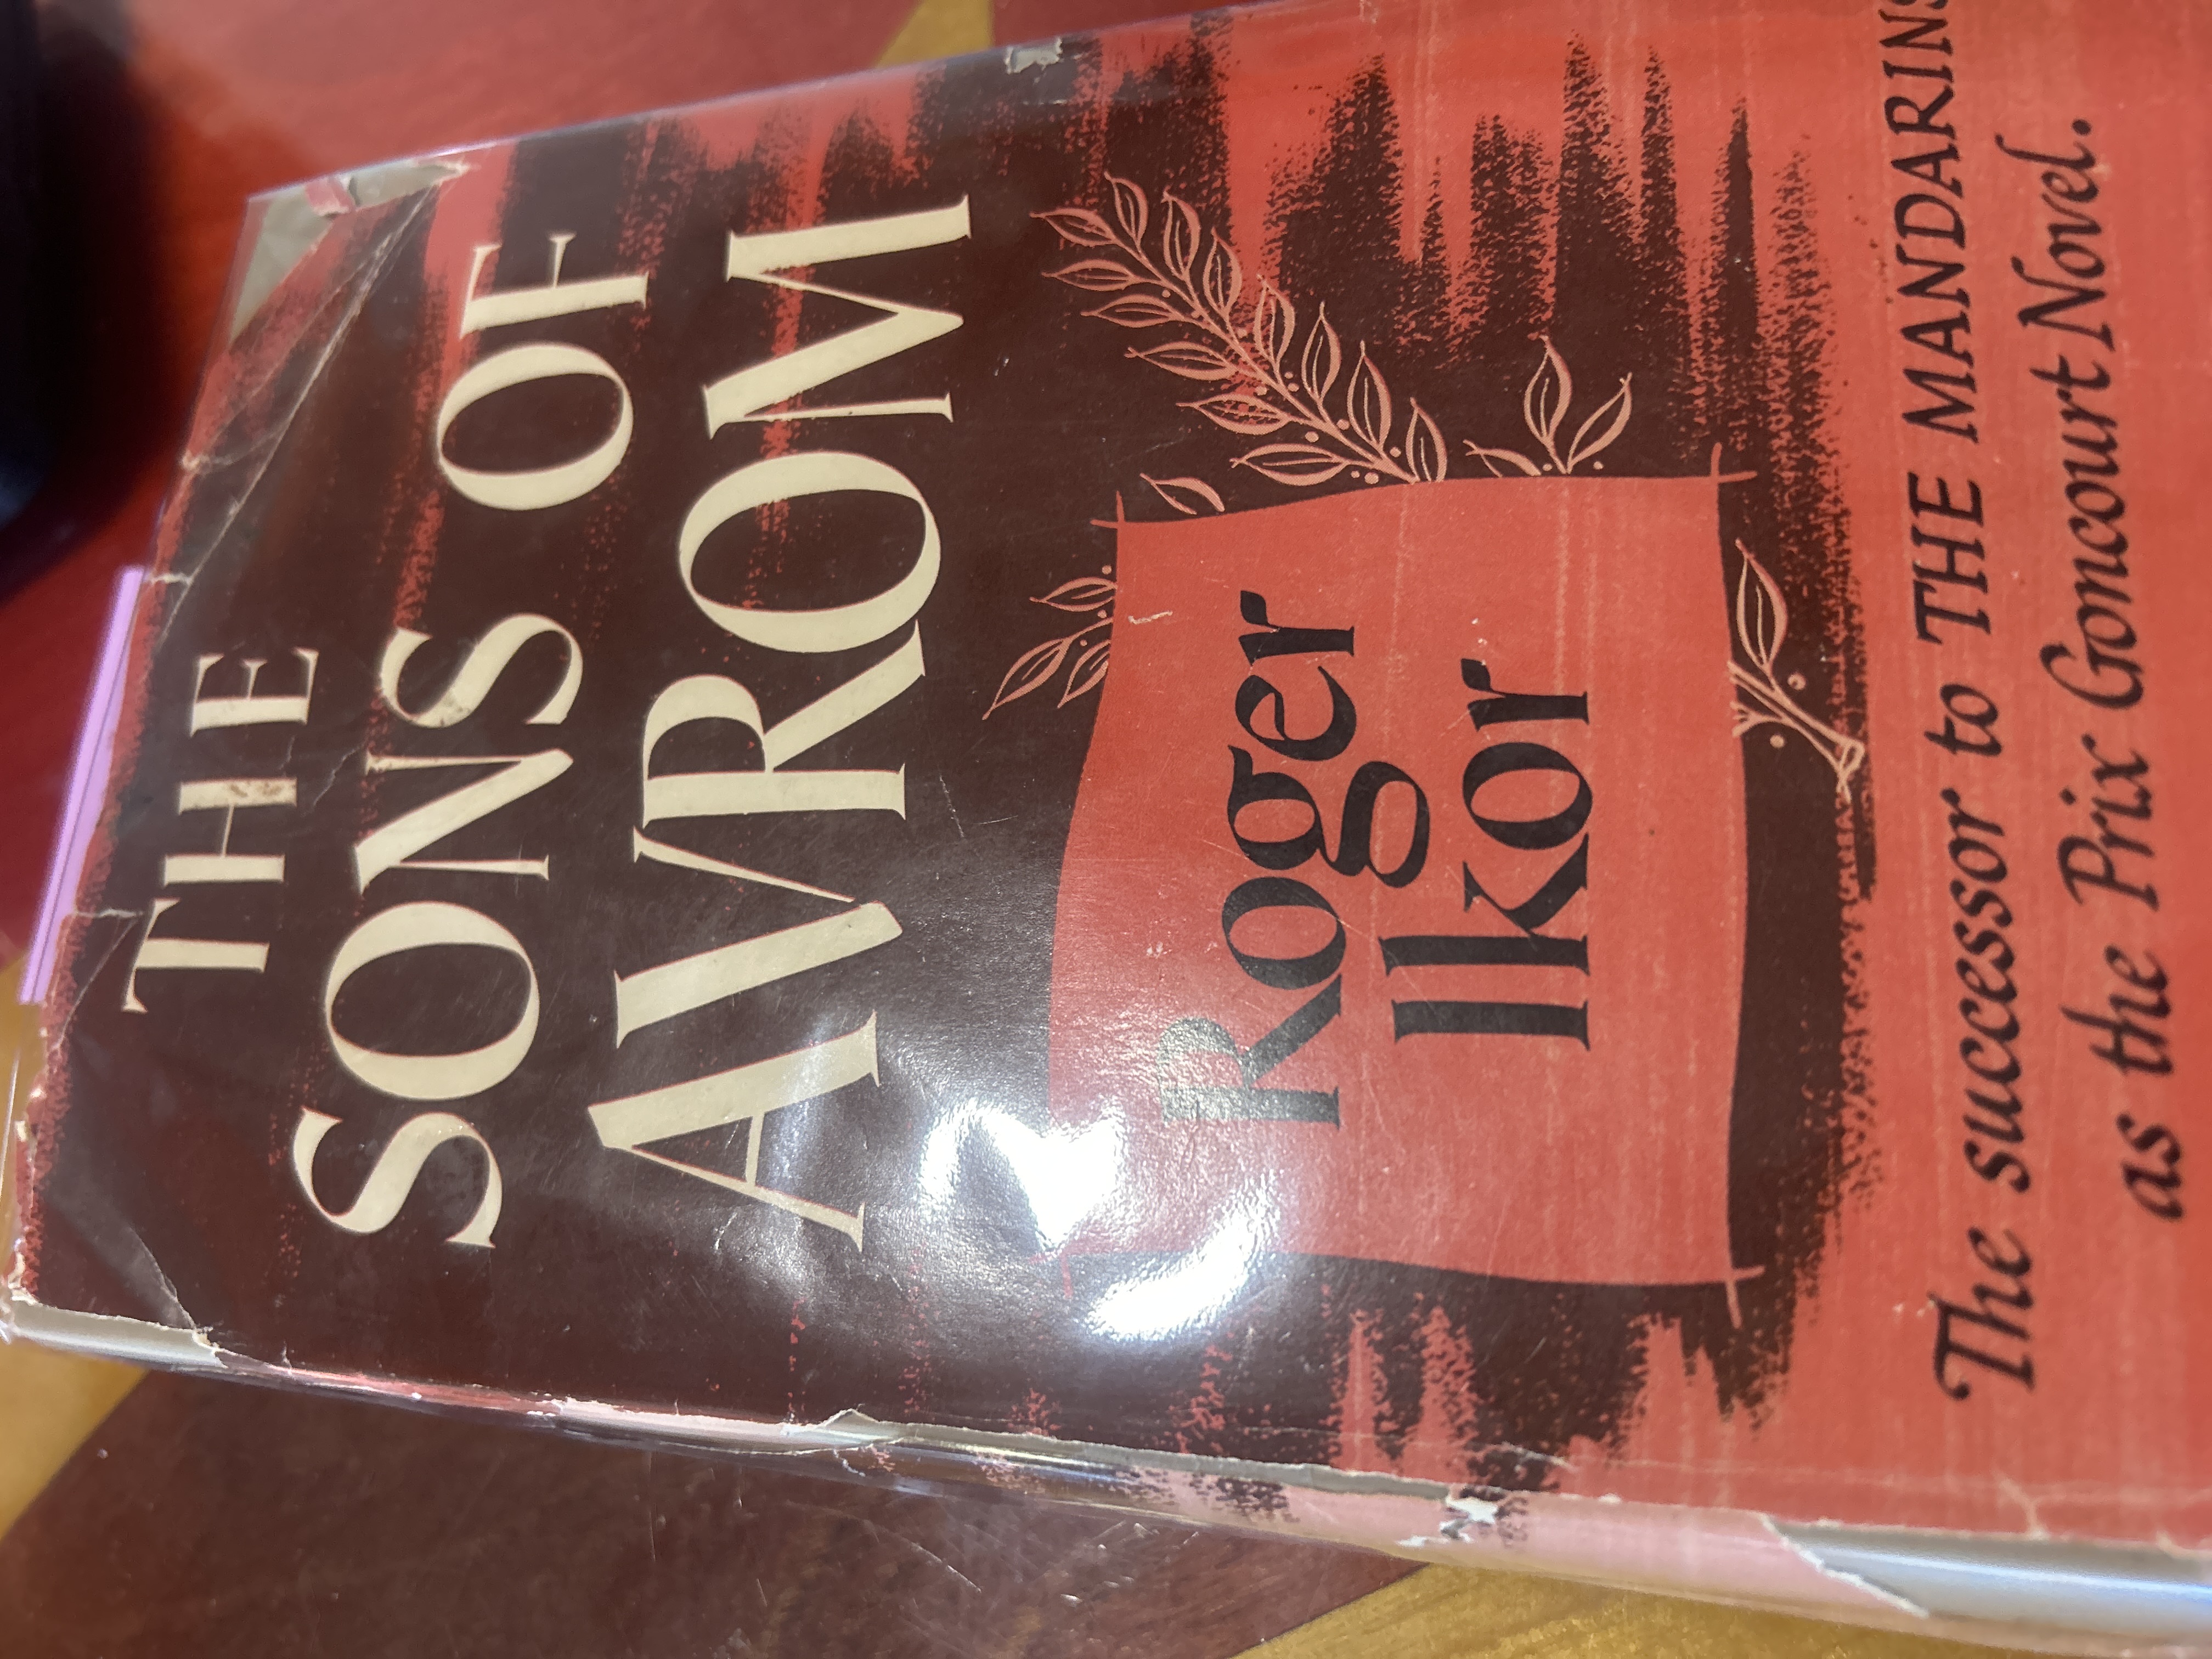 THE
SONS OF
AVROM
Roger
Ikor
The successor to THE MANDARINS
as the Prix Goncourt Novel.